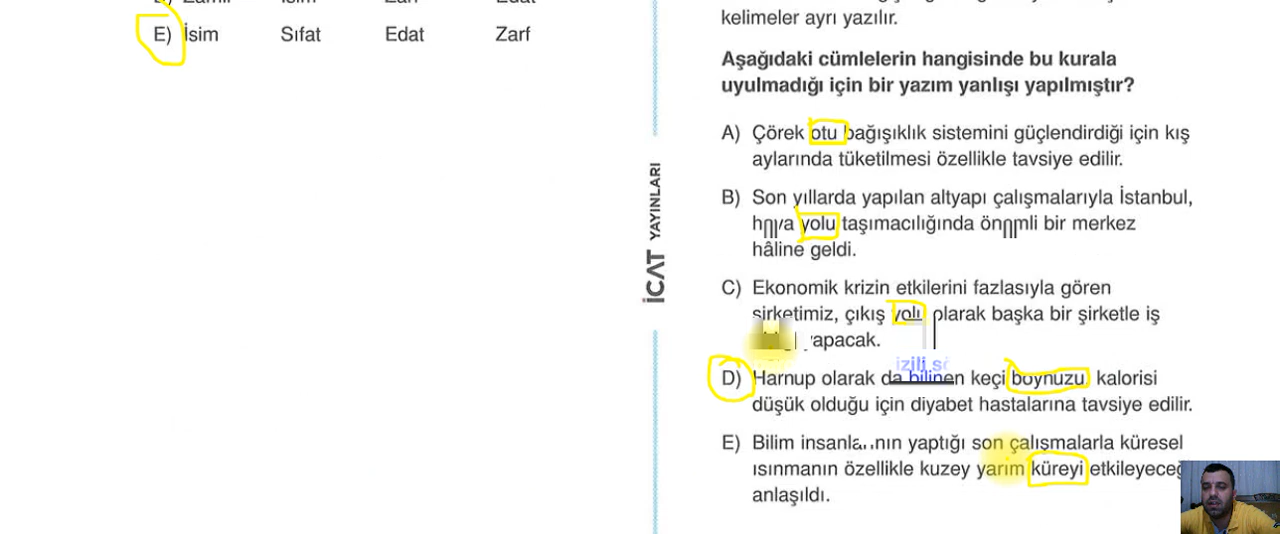 E) İsim Sıfat Edat Zarf
İCAT YAYINLARI
kelimeler ayrı yazılır.
Aşağıdaki cümlelerin hangisinde bu kurala
uyulmadığı için bir yazım yanlışı yapılmıştır?
A) Çörek otu bağışıklık sistemini güçlendirdiği için kış
aylarında tüketilmesi özellikle tavsiye edilir.
B) Son yıllarda yapılan altyapı çalışmalarıyla İstanbul,
yolu taşımacılığında bir merkez
hâline geldi.
C) Ekonomik krizin etkilerini fazlasıyla gören
şirketimiz, çıkış yolu olarak başka bir şirketle iş
yapacak.
D) Harnup olarak da bilinen keçi boynuzu, kalorisi
düşük olduğu için diyabet hastalarına tavsiye edilir.
E) Bilim yaptığı son çalışmalarla küresel
ısınmanın özellikle kuzey yarım küreyi
anlaşıldı.